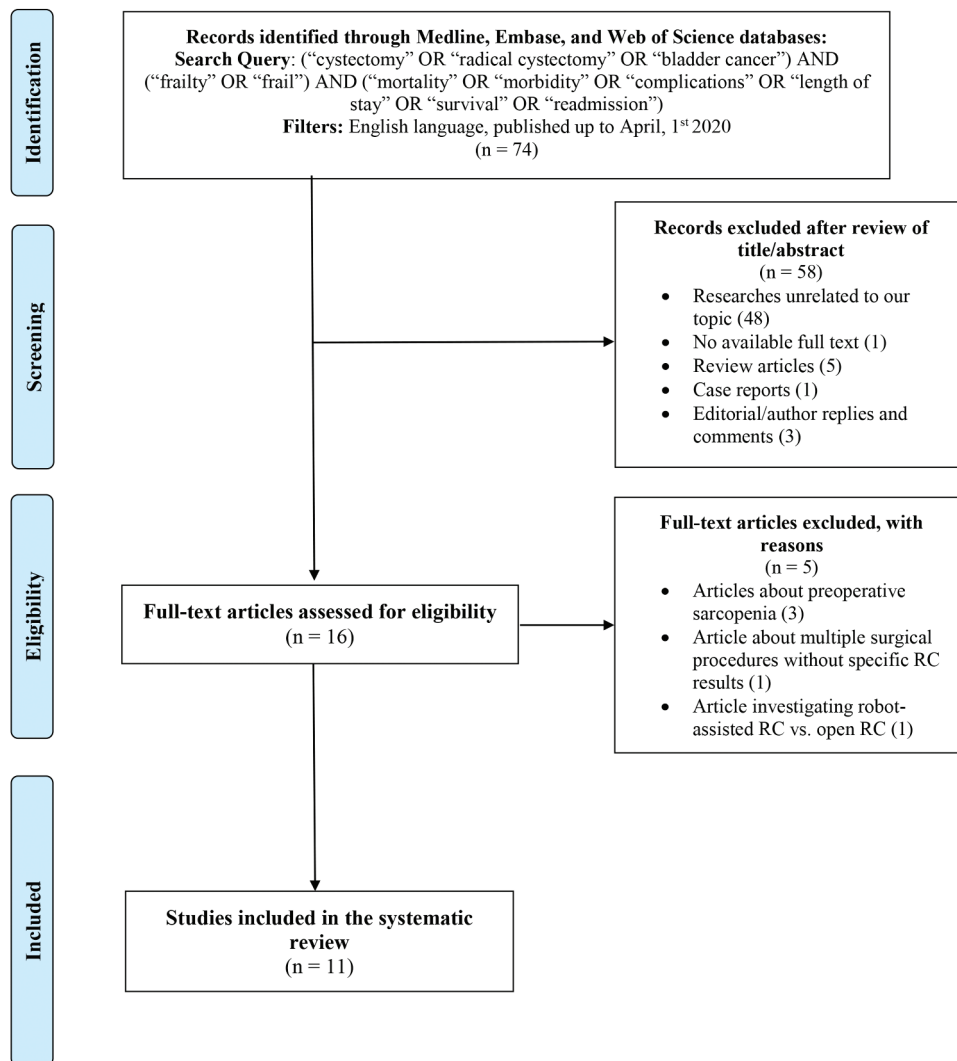 Identification
Records identified through Medline, Embase, and Web of Science databases:
Search Query: (“cystectomy” OR “radical cystectomy” OR “bladder cancer”) AND
(“frailty” OR “frail”) AND (“mortality” OR “morbidity” OR “complications” OR “length of
stay” OR “survival” OR “readmission”)
Filters: English language, published up to April, 1st 2020
(n = 74)
Screening
Records excluded after review of
title/abstract
(n = 58)
• Researches unrelated to our
topic (48)
• No available full text (1)
• Review articles (5)
• Case reports (1)
• Editorial/author replies and
comments (3)
Eligibility
Full-text articles assessed for eligibility
(n = 16)
Full-text articles excluded, with
reasons
(n = 5)
• Articles about preoperative
sarcopenia (3)
• Article about multiple surgical
procedures without specific RC
results (1)
• Article investigating robot-
assisted RC vs. open RC (1)
Included
Studies included in the systematic
review
(n = 11)